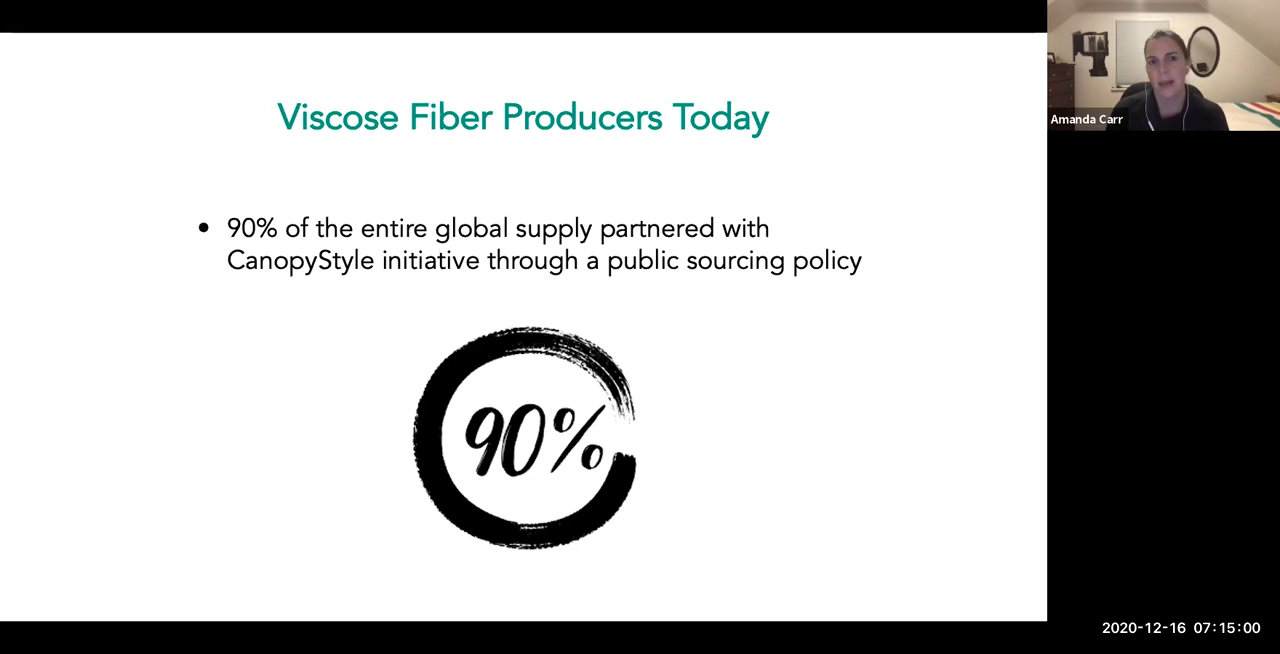 Viscose Fiber Producers Today
• 90% of the entire global supply partnered with
CanopyStyle initiative through a public sourcing policy
90%
Amanda Carr
2020-12-16 07:15:00